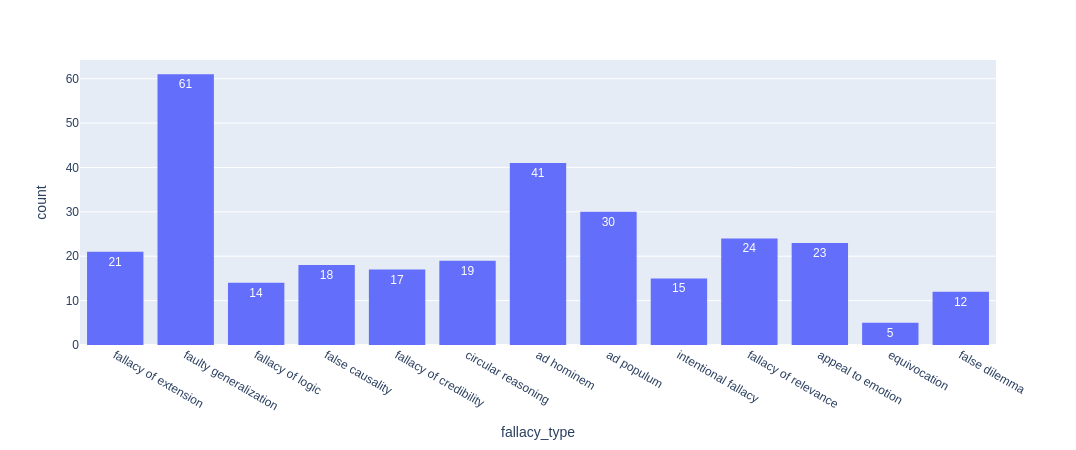 60
50
40
30
20
10
0
count
21
61
14
18
17
19
41
30
15
24
23
5
12
fallacy of extension
faulty generalization
fallacy of logic
false causality
fallacy of credibility
circular reasoning
ad hominem
ad populum
intentional fallacy
fallacy of relevance
appeal to emotion
equivocation
false dilemma
fallacy_type